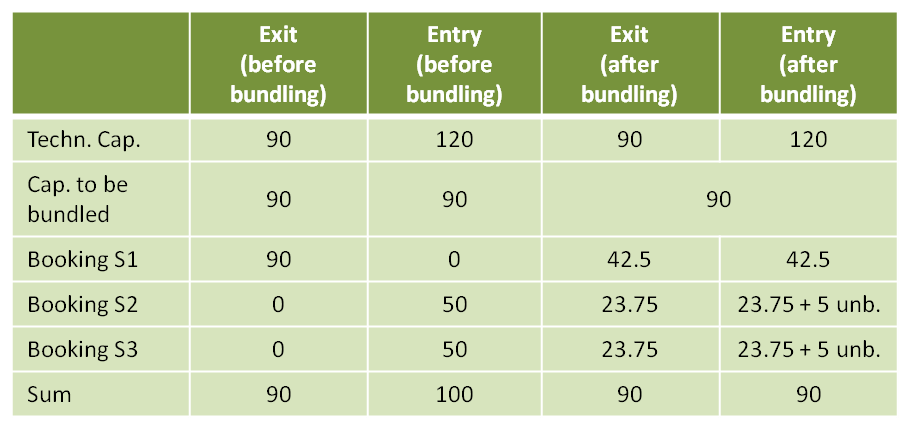 Exit (before bundling) Entry (before bundling) Exit (after bundling) Entry (after bundling)
Techn. Cap. 90 120 90 120
Cap. to be bundled 90 90 90
Booking S1 90 0 42.5 42.5
Booking S2 0 50 23.75 23.75 + 5 unb.
Booking S3 0 50 23.75 23.75 + 5 unb.
Sum 90 100 90 90